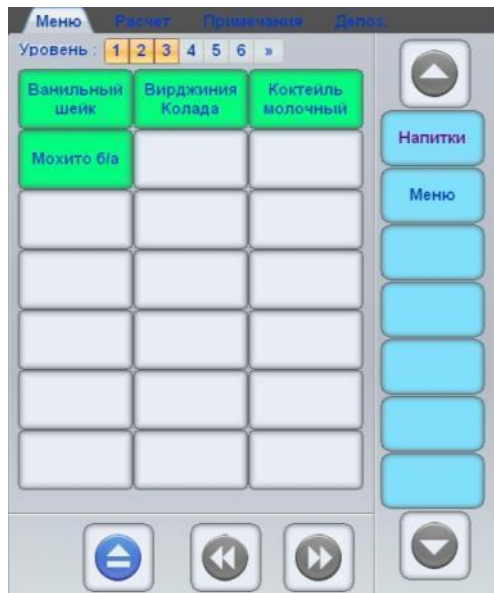 Меню Расчет Примечания Депоз.
Уровень : 1 2 3 4 5 6 »
Ванильный шейк
Вирджиния Колада
Коктейль молочный
Мохито б/а
Напитки
Меню